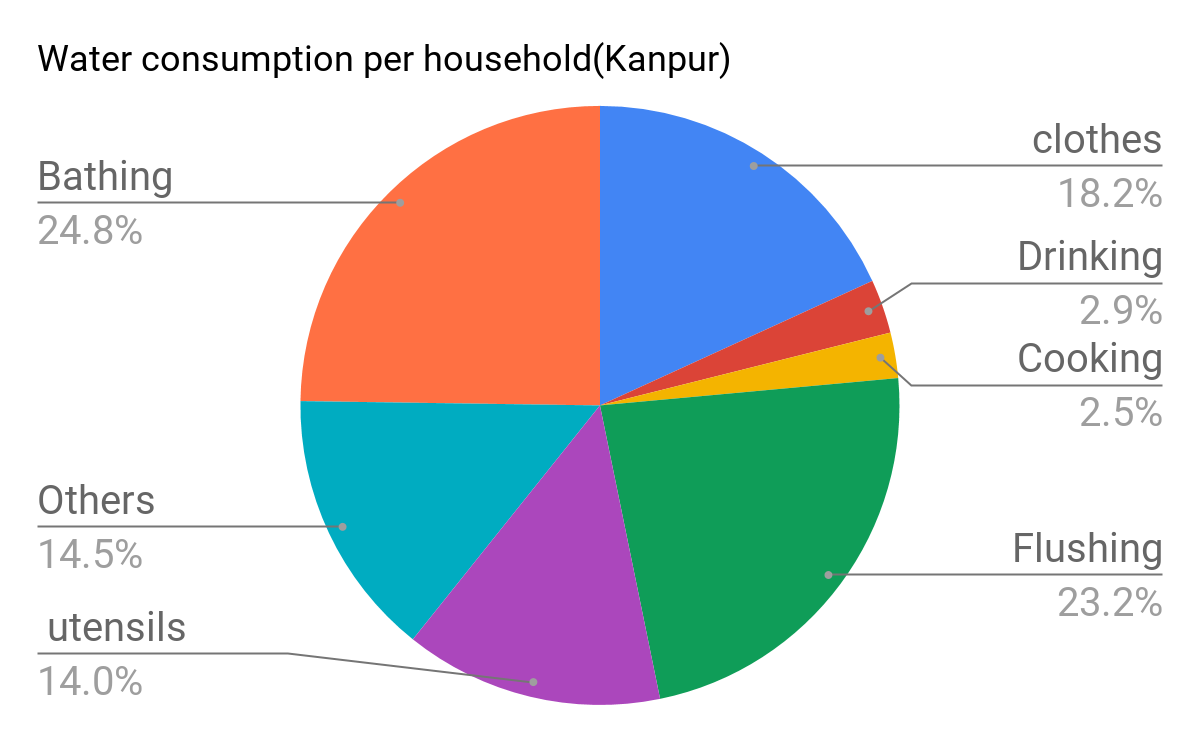 Water consumption per household(Kanpur)
clothes
18.2%
Drinking
2.9%
Cooking
2.5%
Flushing
23.2%
utensils
14.0%
Others
14.5%
Bathing
24.8%